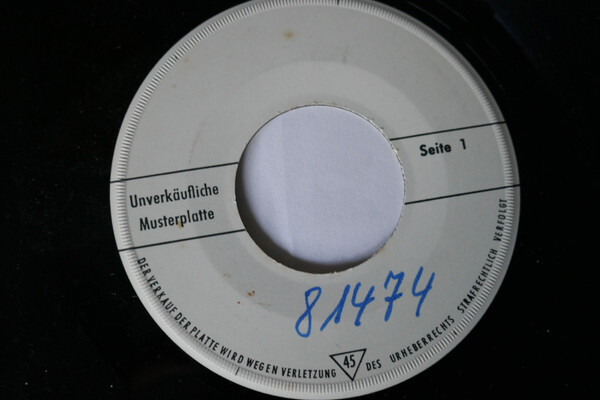 Unverkäufliche
Musterplatte
Seite 1
81474
DER VERKAUF DER PLATTE WIRD WEGEN VERLETZUNG 45 DES URHEBERRECHTS STRAFRECHTLICH VERFOLGT